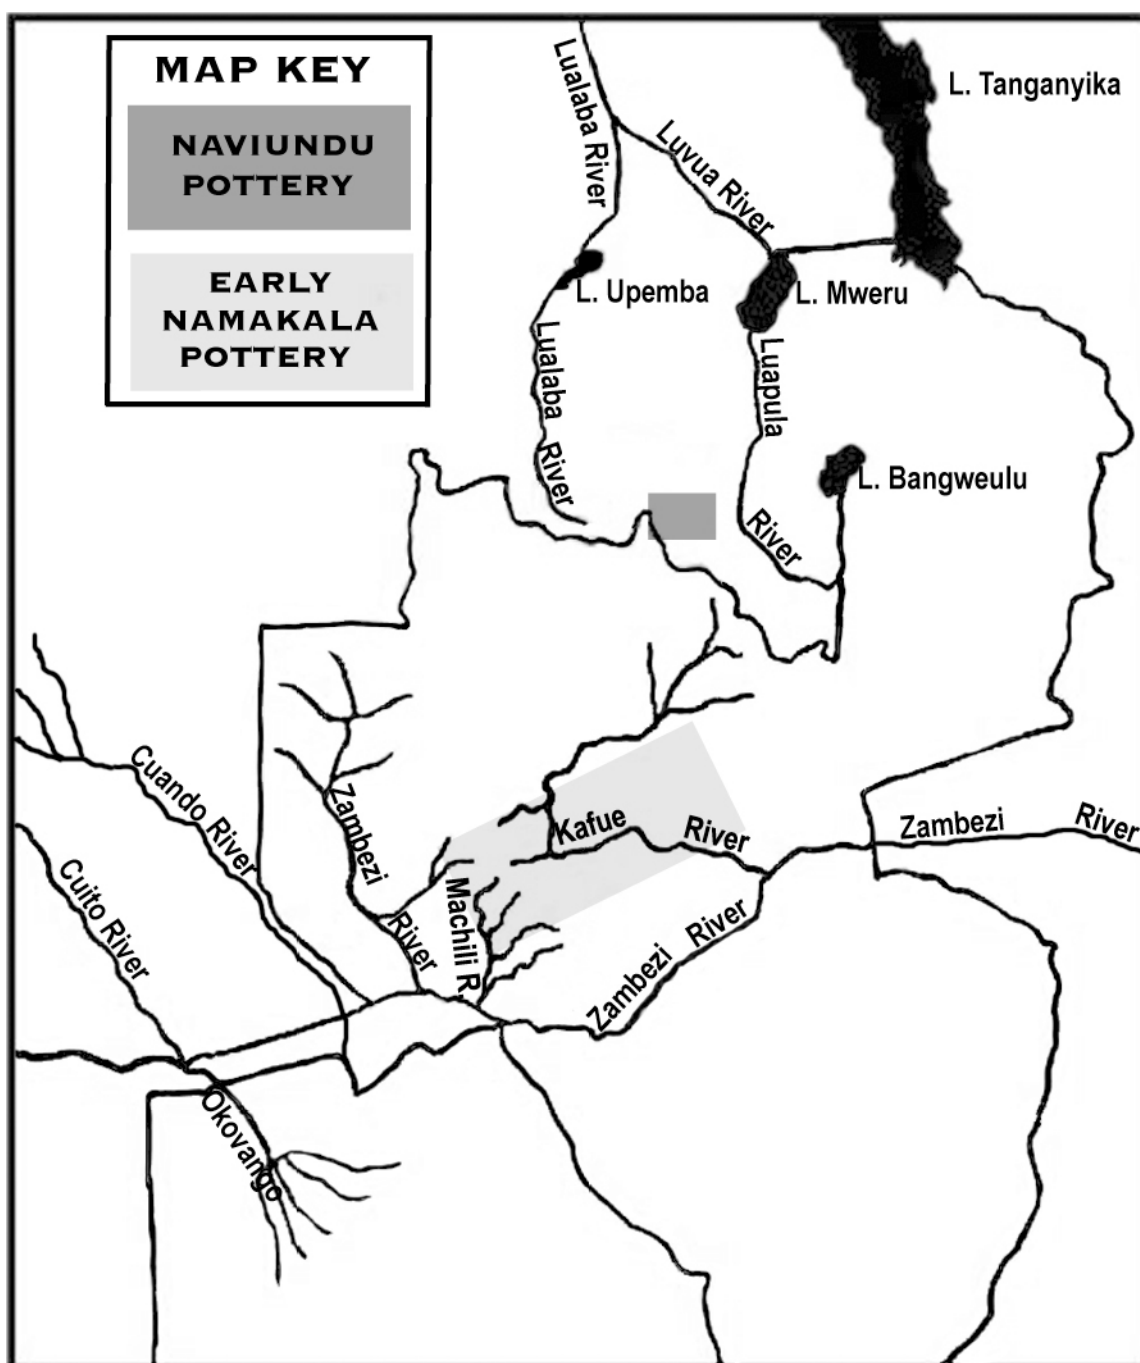 MAP KEY
NAVIUNDU
POTTERY
EARLY
NAMAKALA
POTTERY
Lualaba River
Luvua River
L. Tanganyika
L. Upemba
L. Mweru
Lualaba
River
Luapula
River
L. Bangweulu
Cuando River
Cuito River
Zambezi
River
Machili R.
Kafue
River
Zambezi
River
Zambezi
River
Okovango